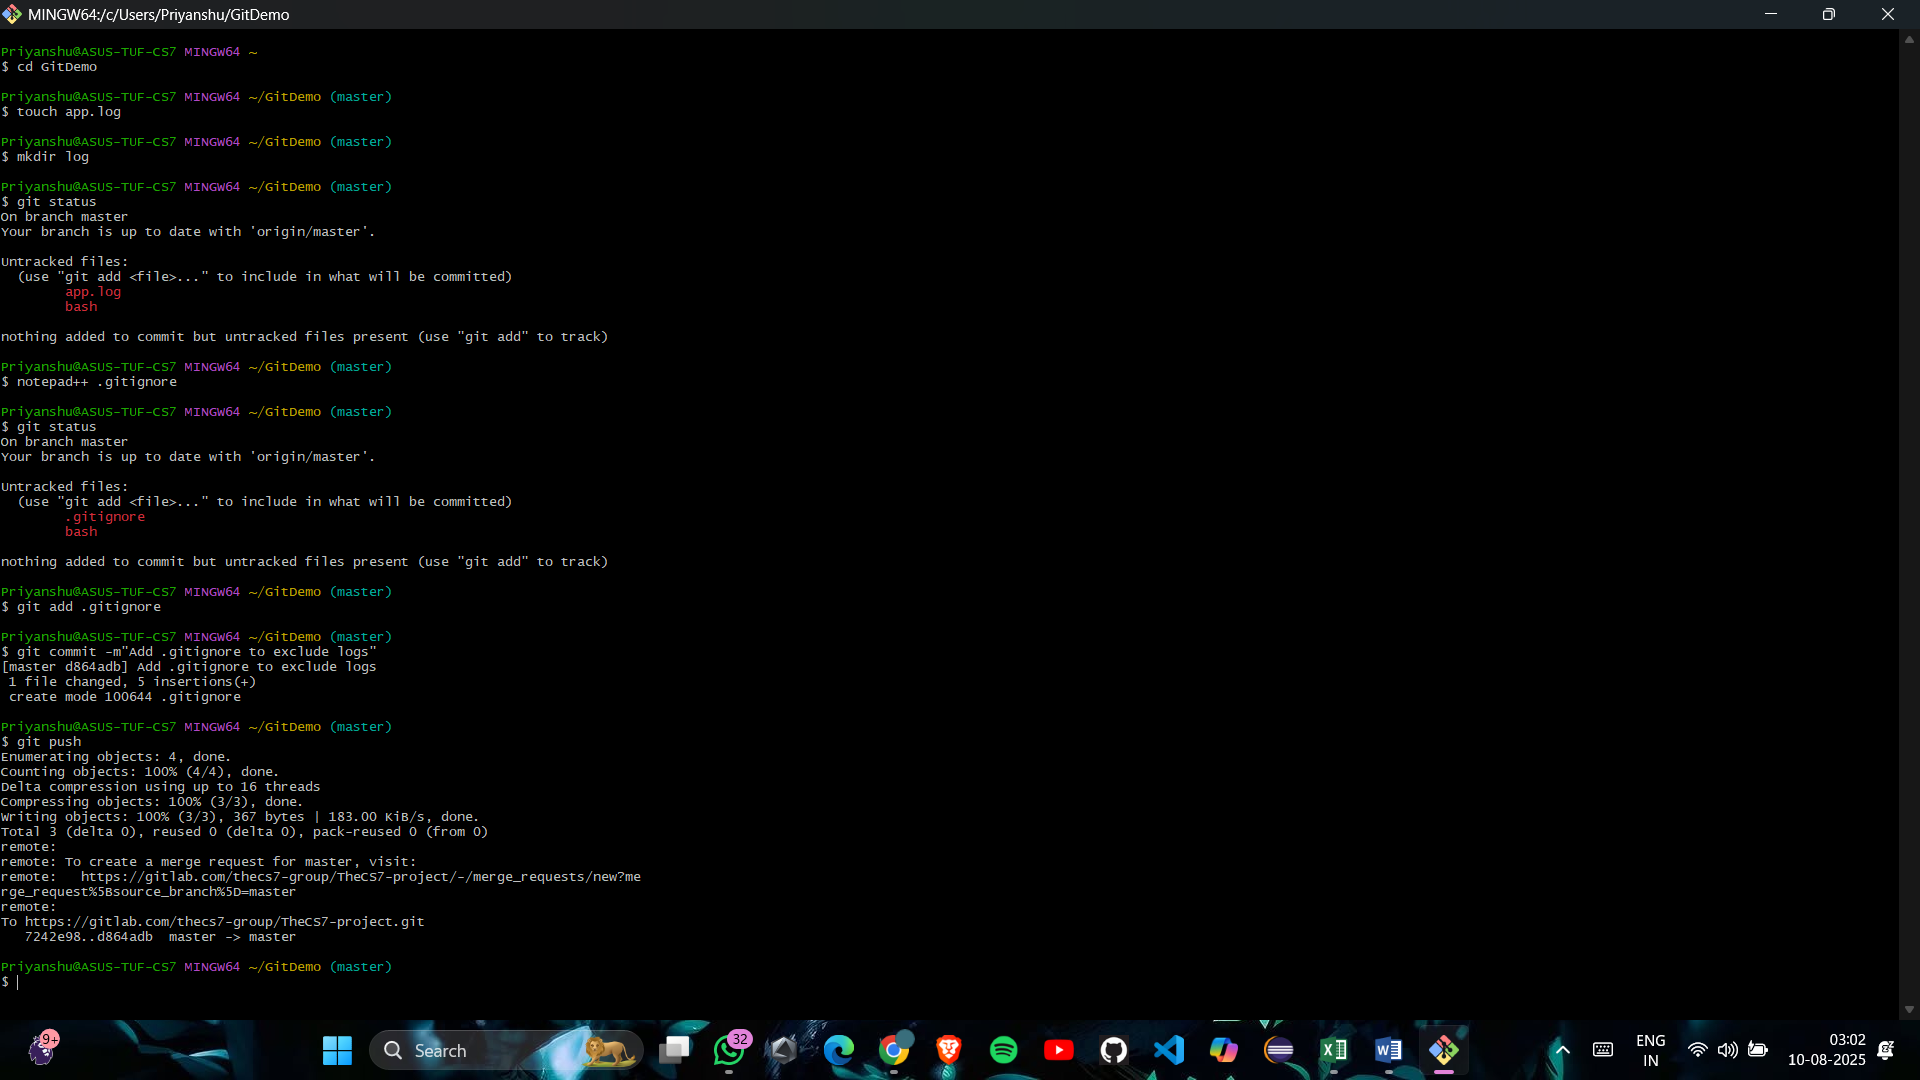 MINGW64:/c/Users/Priyanshu/GitDemo
Priyanshu@ASUS-TUF-CS7 MINGW64 ~
$ cd GitDemo
Priyanshu@ASUS-TUF-CS7 MINGW64 ~/GitDemo (master)
$ touch app.log
Priyanshu@ASUS-TUF-CS7 MINGW64 ~/GitDemo (master)
$ mkdir log
Priyanshu@ASUS-TUF-CS7 MINGW64 ~/GitDemo (master)
$ git status
On branch master
Your branch is up to date with 'origin/master'.
Untracked files:
  (use "git add <file>..." to include in what will be committed)
        app.log
        bash
nothing added to commit but untracked files present (use "git add" to track)
Priyanshu@ASUS-TUF-CS7 MINGW64 ~/GitDemo (master)
$ notepad++ .gitignore
Priyanshu@ASUS-TUF-CS7 MINGW64 ~/GitDemo (master)
$ git status
On branch master
Your branch is up to date with 'origin/master'.
Untracked files:
  (use "git add <file>..." to include in what will be committed)
        .gitignore
        bash
nothing added to commit but untracked files present (use "git add" to track)
Priyanshu@ASUS-TUF-CS7 MINGW64 ~/GitDemo (master)
$ git add .gitignore
Priyanshu@ASUS-TUF-CS7 MINGW64 ~/GitDemo (master)
$ git commit -m"Add .gitignore to exclude logs"
[master d864adb] Add .gitignore to exclude logs
 1 file changed, 5 insertions(+)
 create mode 100644 .gitignore
Priyanshu@ASUS-TUF-CS7 MINGW64 ~/GitDemo (master)
$ git push
Enumerating objects: 4, done.
Counting objects: 100% (4/4), done.
Delta compression using up to 16 threads
Compressing objects: 100% (3/3), done.
Writing objects: 100% (3/3), 367 bytes | 183.00 KiB/s, done.
Total 3 (delta 0), reused 0 (delta 0), pack-reused 0 (from 0)
remote:
remote: To create a merge request for master, visit:
remote:   https://gitlab.com/thecs7-group/TheCS7-project/-/merge_requests/new?me
rge_request%5Bsource_branch%5D=master
remote:
To https://gitlab.com/thecs7-group/TheCS7-project.git
   7242e98..d864adb  master -> master
Priyanshu@ASUS-TUF-CS7 MINGW64 ~/GitDemo (master)
$
9+
Search
32
ENG
IN
03:02
10-08-2025